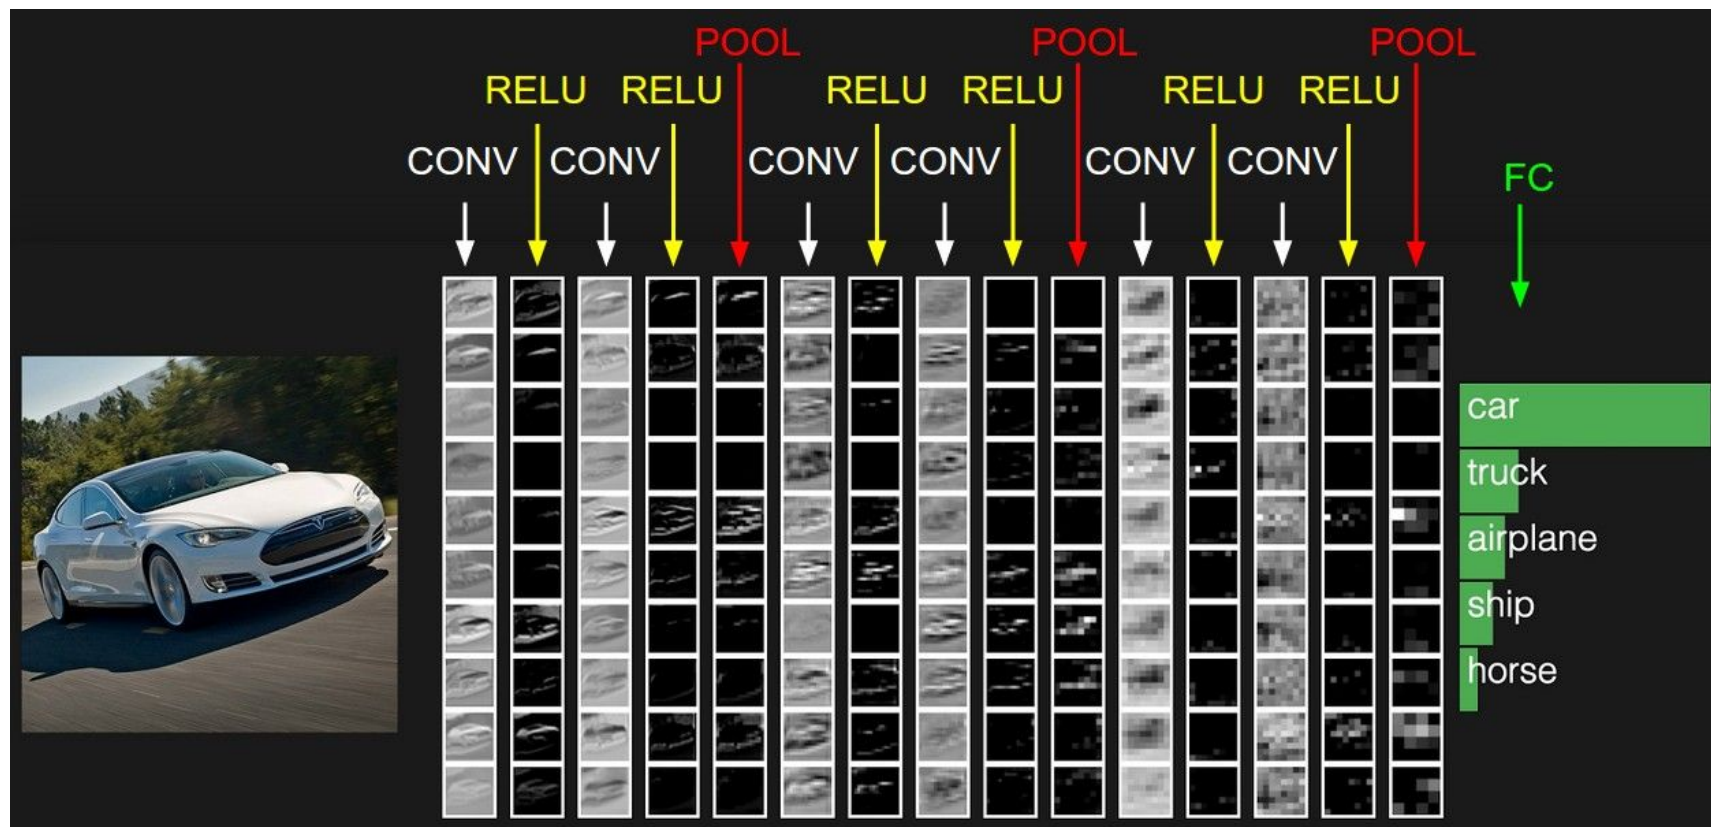 POOL POOL POOL
RELU RELU RELU RELU RELU RELU
CONV CONV CONV CONV CONV CONV
FC
car
truck
airplane
ship
horse